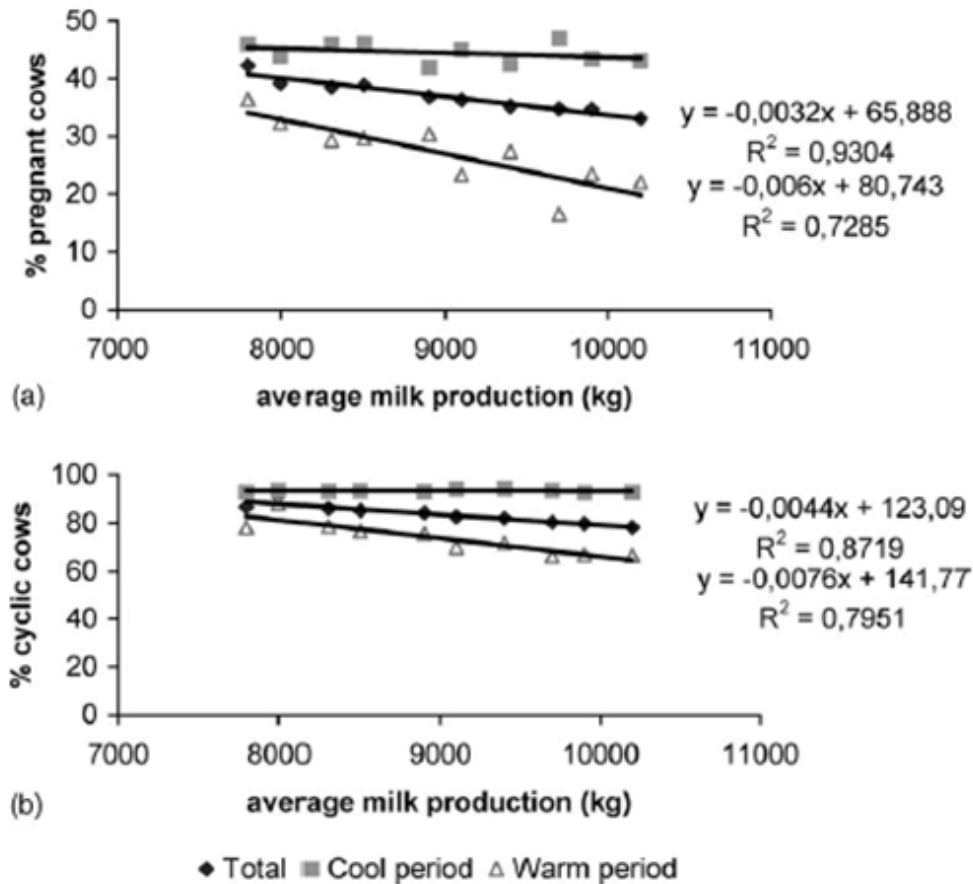 % pregnant cows
50
40
30
20
10
0
7000 8000 9000 10000 11000
average milk production (kg)
(a)
y = -0,0032x + 65,888
R² = 0,9304
y = -0,006x + 80,743
R² = 0,7285
% cyclic cows
100
80
60
40
20
0
7000 8000 9000 10000 11000
average milk production (kg)
(b)
y = -0,0044x + 123,09
R² = 0,8719
y = -0,0076x + 141,77
R² = 0,7951
Total Cool period Warm period